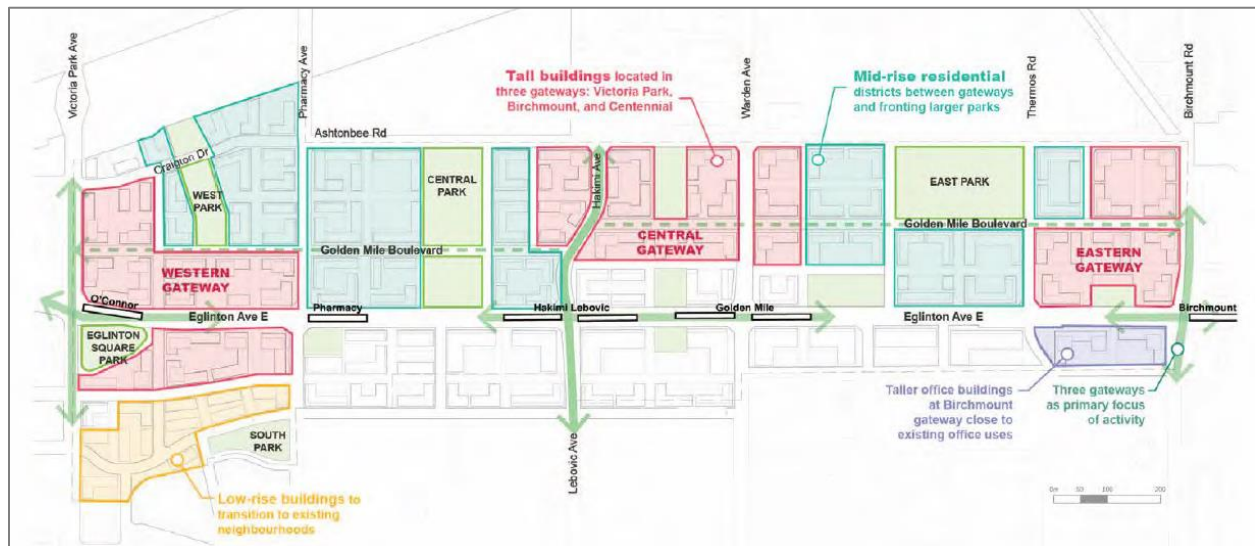 Victoria Park Ave
Pharmacy Ave
Tall buildings located in
three gateways: Victoria Park,
Birchmount, and Centennial
Warden Ave
Mid-rise residential
districts between gateways
and fronting larger parks
Thermos Rd
Birchmount Rd
Ashtonbee Rd
Craigton Dr
WEST
PARK
CENTRAL
PARK
Hakimi Ave
EAST PARK
Golden Mile Boulevard
Golden Mile Boulevard
WESTERN
GATEWAY
CENTRAL
GATEWAY
EASTERN
GATEWAY
O'Connor
Eglinton Ave E
Pharmacy
Hakimi Lebovic
Golden Mile
Eglinton Ave E
Birchmount
EGLINTON
SQUARE
PARK
SOUTH
PARK
Lebovic Ave
Taller office buildings
at Birchmount
gateway close to
existing office uses
Three gateways
as primary focus
of activity
Low-rise buildings to
transition to existing
neighbourhoods
0m 50 100 200